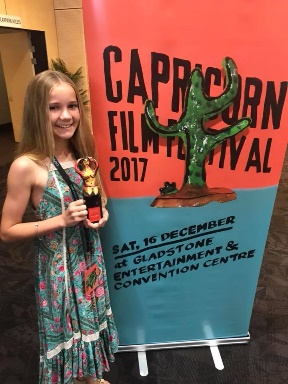 CAPRICORN
FILM FESTIVAL
2017
SAT, 16 DECEMBER
at GLADSTONE
ENTERTAINMENT &
CONVENTION CENTRE